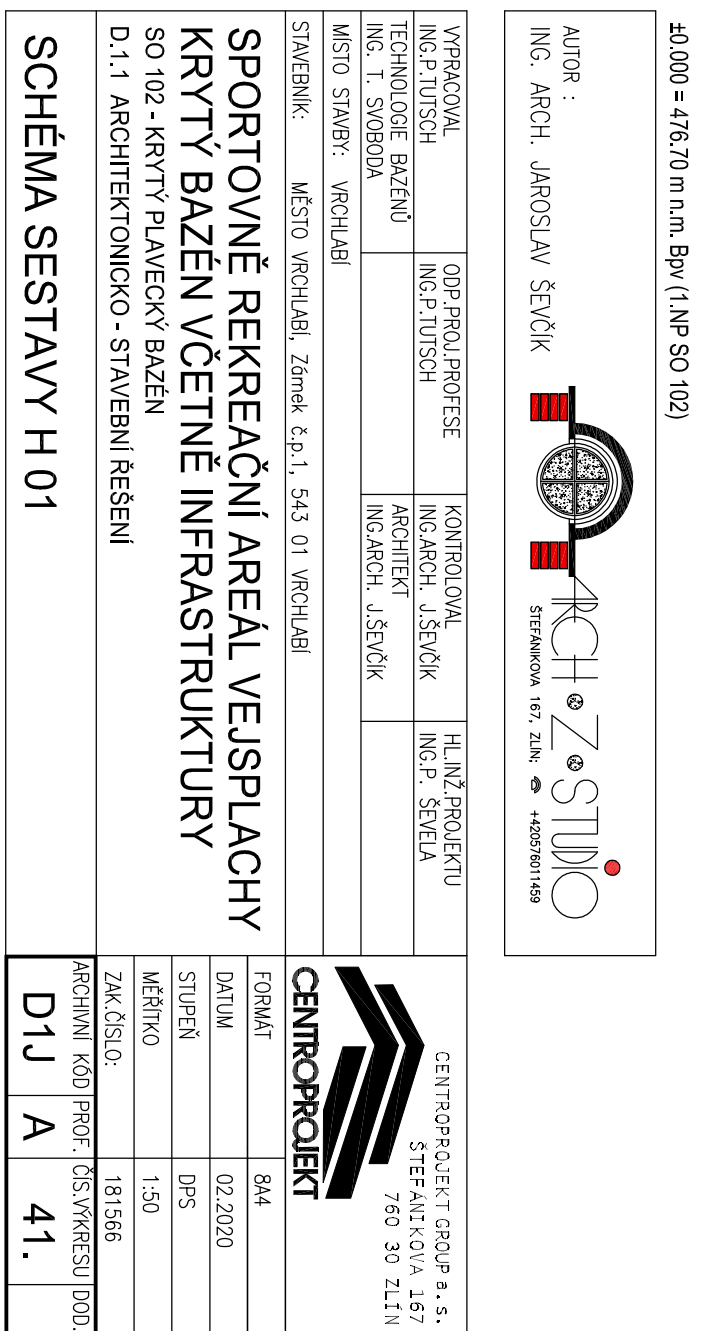 ±0.000 = 476.70 m n.m. Bpv (1.NP SO 102)
AUTOR :
ING. ARCH. JAROSLAV ŠEVČÍK
ARCH•Z•STUDIO
ŠTEFÁNIKOVA 167, ZLÍN; ☎ +420576011459
VYPRACOVAL
ING.P.TUTSCH
ODP.PROJ.PROFESE
ING.P.TUTSCH
KONTROLOVAL
ING.ARCH. J.ŠEVČÍK
HL.INŽ.PROJEKTU
ING.P. ŠEVELA
TECHNOLOGIE BAZÉNŮ
ING. T. SVOBODA
ARCHITEKT
ING.ARCH. J.ŠEVČÍK
MÍSTO STAVBY: VRCHLABÍ
STAVEBNÍK: MĚSTO VRCHLABÍ, Zámek č.p.1, 543 01 VRCHLABÍ
CENTROPROJEKT GROUP a.s.
ŠTEFÁNIKOVA 167
760 30 ZLÍN
CENTROPROJEKT
SPORTOVNĚ REKREAČNÍ AREÁL VEJSPLACHY
KRYTÝ BAZÉN VČETNĚ INFRASTRUKTURY
SO 102 - KRYTÝ PLAVECKÝ BAZÉN
D.1.1 ARCHITEKTONICKO - STAVEBNÍ ŘEŠENÍ
FORMÁT 8A4
DATUM 02.2020
STUPEŇ DPS
MĚŘÍTKO 1:50
ZAK.ČÍSLO: 181566
SCHÉMA SESTAVY H 01
ARCHIVNÍ KÓD PROF. ČÍS.VÝKRESU DOD.
D1J A 41.